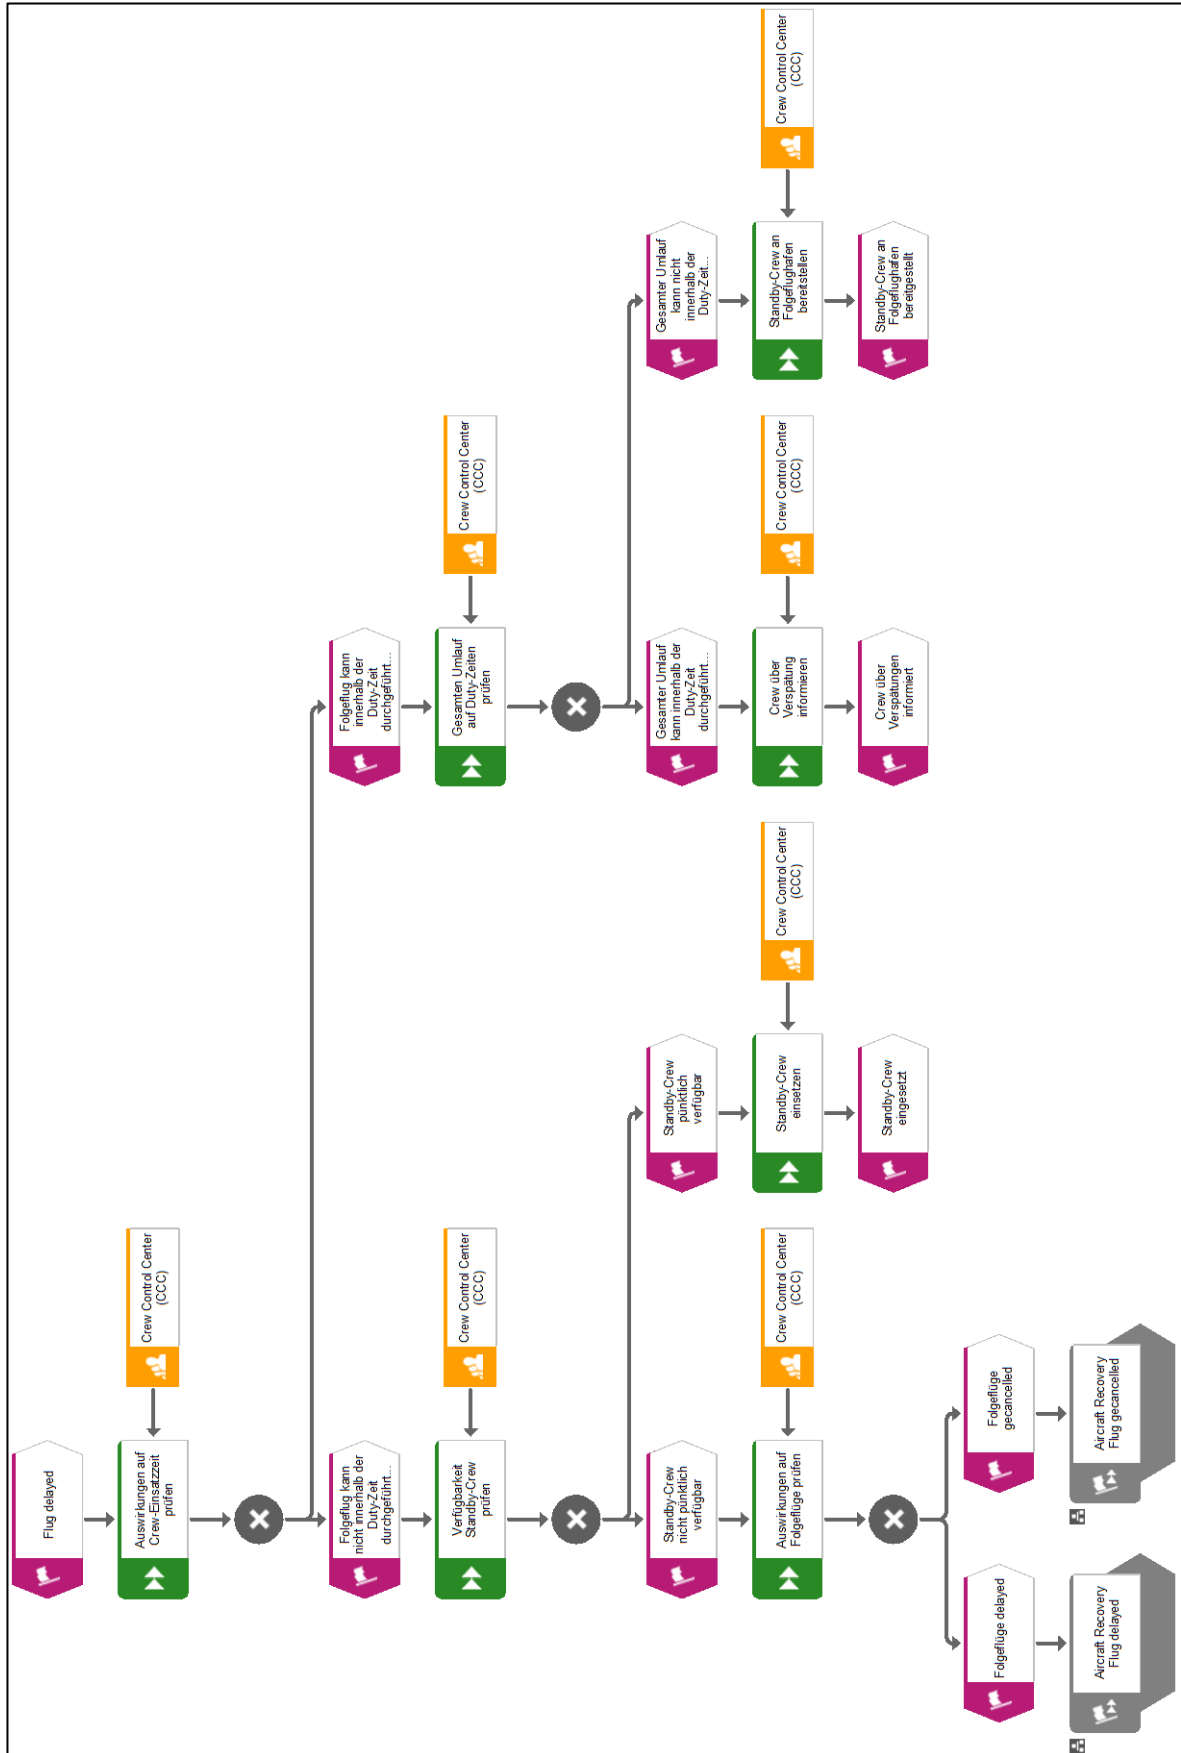 Flug delayed
Auswirkungen auf
Crew-Einsatzzeit
prüfen
Crew Control Center
(CCC)
Folgeflug kann
nicht innerhalb der
Duty-Zeit
durchgeführt...
Folgeflug kann
innerhalb der
Duty-Zeit
durchgeführt...
Verfügbarkeit
Standby-Crew
prüfen
Crew Control Center
(CCC)
Gesamten Umlauf
auf Duty-Zeiten
prüfen
Crew Control Center
(CCC)
Standby-Crew
nicht pünktlich
verfügbar
Standby-Crew
pünktlich
verfügbar
Gesamter Umlauf
kann innerhalb der
Duty-Zeit
durchgeführt...
Gesamter Umlauf
kann nicht
innerhalb der
Duty-Zeit...
Auswirkungen auf
Folgeflüge prüfen
Crew Control Center
(CCC)
Standby-Crew
einsetzen
Crew Control Center
(CCC)
Crew über
Verspätung
informieren
Crew Control Center
(CCC)
Standby-Crew an
Folgeflughafen
bereitstellen
Crew Control Center
(CCC)
Standby-Crew
eingesetzt
Crew über
Verspätungen
informiert
Standby-Crew an
Folgeflughafen
bereitgestellt
Folgeflüge delayed
Folgeflüge
gecancelled
Aircraft Recovery
Flug delayed
Aircraft Recovery
Flug gecancelled